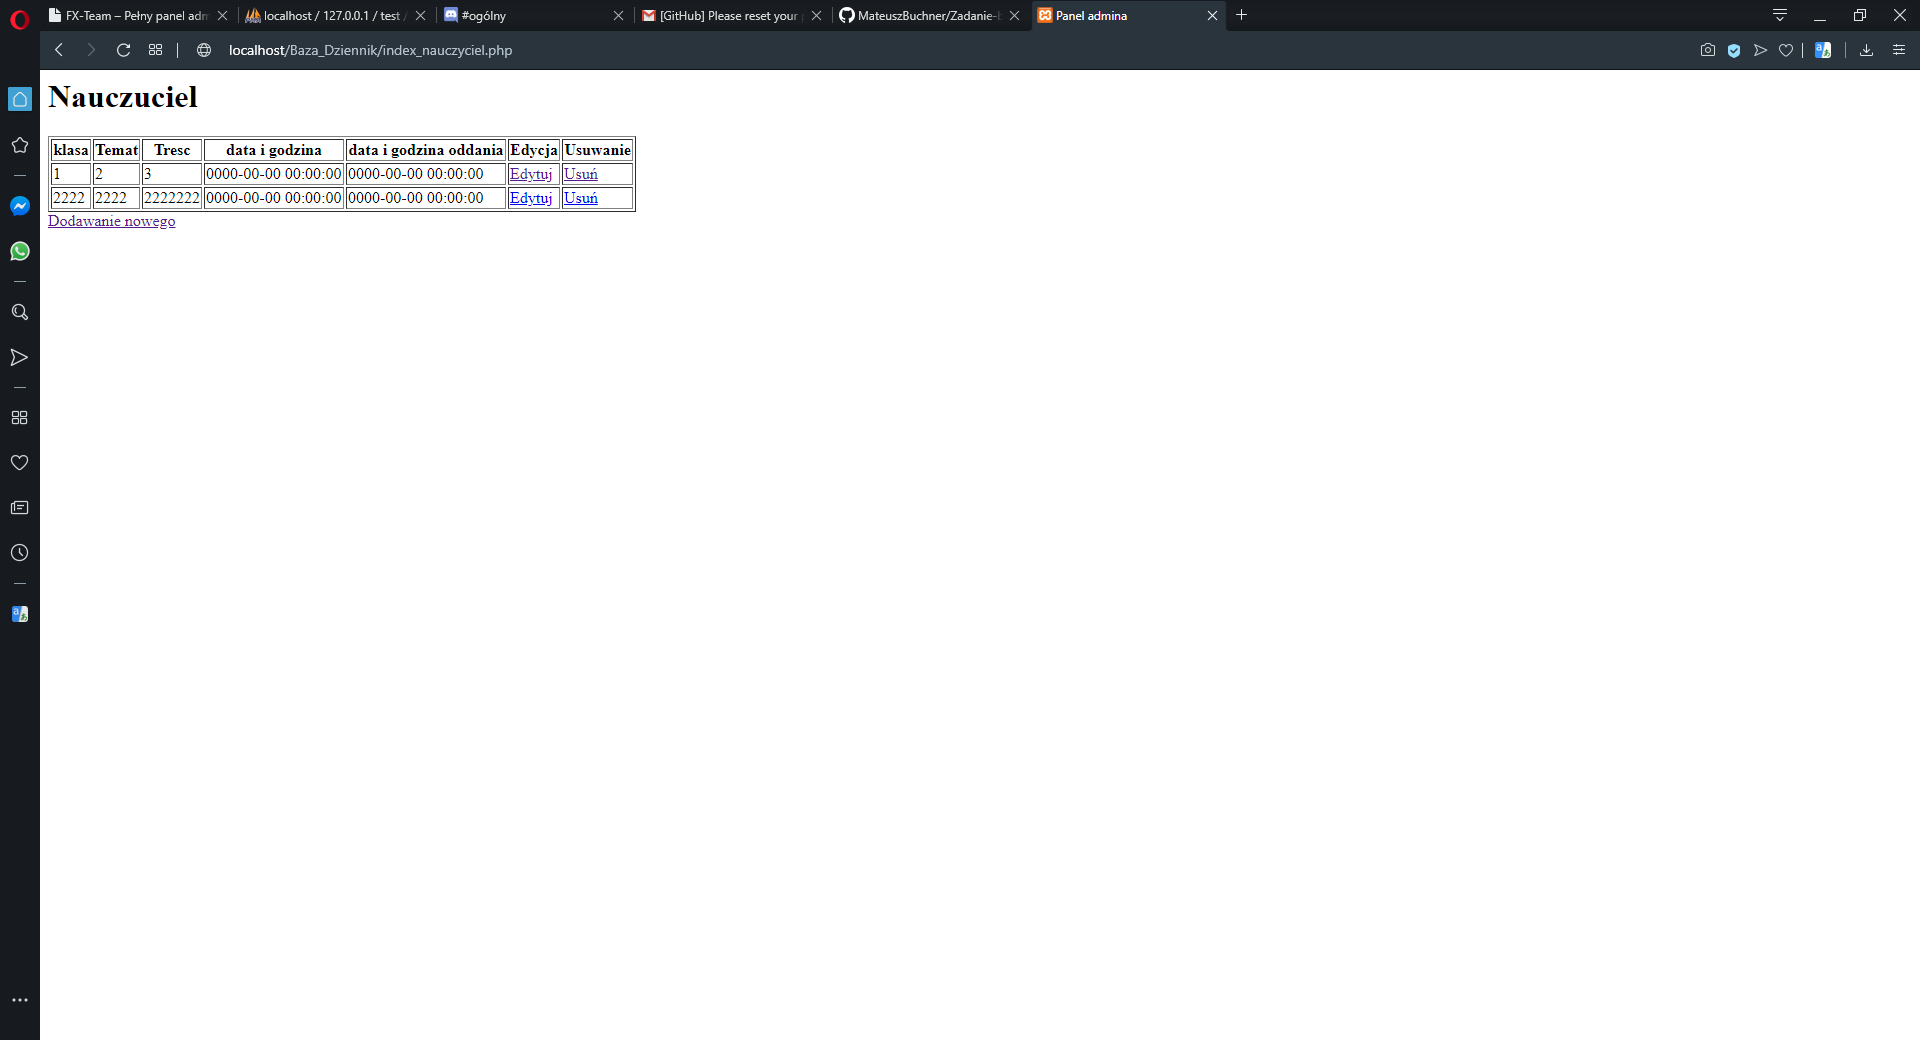 FX-Team – Pełny panel adm
localhost / 127.0.0.1 / test /
#ogólny
[GitHub] Please reset your p
MateuszBuchner/Zadanie-b
Panel admina
localhost/Baza_Dziennik/index_nauczyciel.php
Nauczuciel
klasa Temat Tresc data i godzina data i godzina oddania Edycja Usuwanie
1 2 3 0000-00-00 00:00:00 0000-00-00 00:00:00 Edytuj Usuń
2222 2222 2222222 0000-00-00 00:00:00 0000-00-00 00:00:00 Edytuj Usuń
Dodawanie nowego